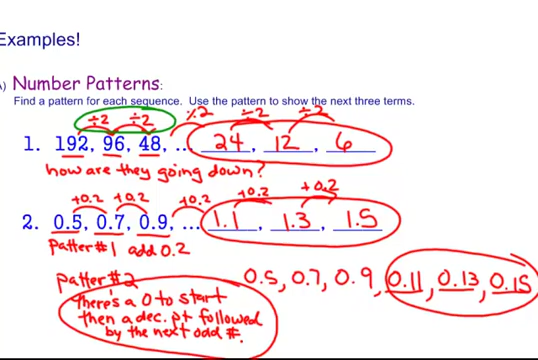 Examples!
A) Number Patterns:
Find a pattern for each sequence. Use the pattern to show the next three terms.
÷2 ÷2 ÷2 ÷2 ÷2
1. 192, 96, 48, ... 24, 12, 6
how are they going down?
+0.2 +0.2 +0.2 +0.2 +0.2
2. 0.5, 0.7, 0.9, ... 1.1, 1.3, 1.5
Patter #1 add 0.2
patter #2
0.5, 0.7, 0.9, 0.11, 0.13, 0.15
There's a 0 to start
then a dec. pt followed
by the next odd #.